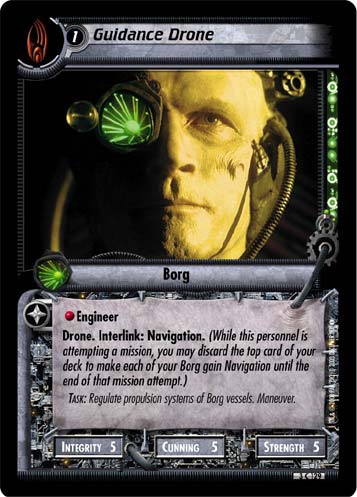 1 Guidance Drone
Borg
Engineer
Drone. Interlink: Navigation. (While this personnel is
attempting a mission, you may discard the top card of your
deck to make each of your Borg gain Navigation until the
end of that mission attempt.)
TASK: Regulate propulsion systems of Borg vessels. Maneuver.
INTEGRITY 5 CUNNING 5 STRENGTH 5